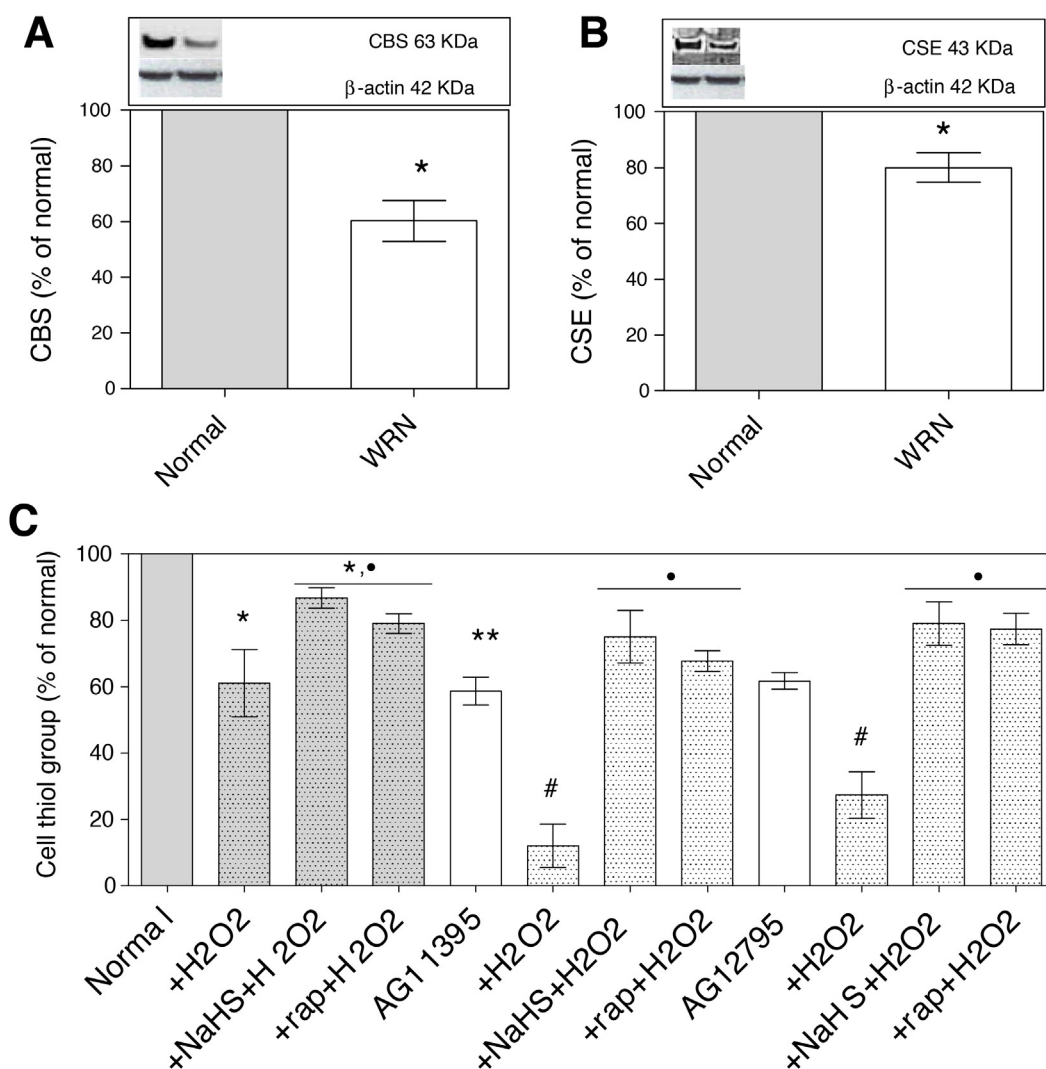 A
CBS 63 KDa
β-actin 42 KDa
CBS (% of normal)
100
80
60
40
20
0
*
Normal
WRN
B
CSE 43 KDa
β-actin 42 KDa
CSE (% of normal)
100
80
60
40
20
0
*
Normal
WRN
C
Cell thiol group (% of normal)
100
80
60
40
20
0
*
*,•
**
#
•
#
•
Norma l
+H2O2
+NaHS+H 2O2
+rap+H 2O2
AG1 1395
+H2O2
+NaHS+H2O2
+rap+H2O2
AG12795
+H2O2
+NaH S+H2O2
+rap+H2O2